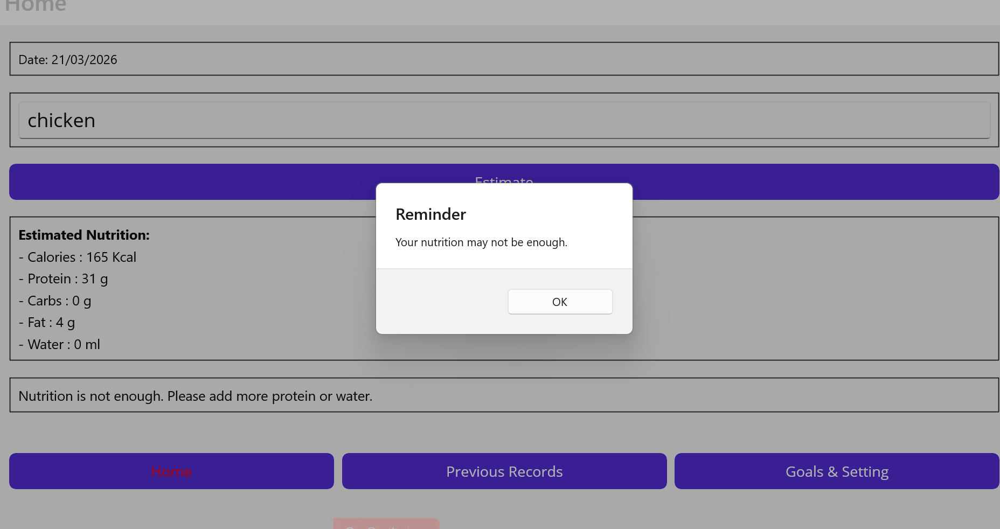 Home
Date: 21/03/2026
chicken
Estimate
Reminder
Your nutrition may not be enough.
OK
Estimated Nutrition:
- Calories : 165 Kcal
- Protein : 31 g
- Carbs : 0 g
- Fat : 4 g
- Water : 0 ml
Nutrition is not enough. Please add more protein or water.
Home
Previous Records
Goals & Setting